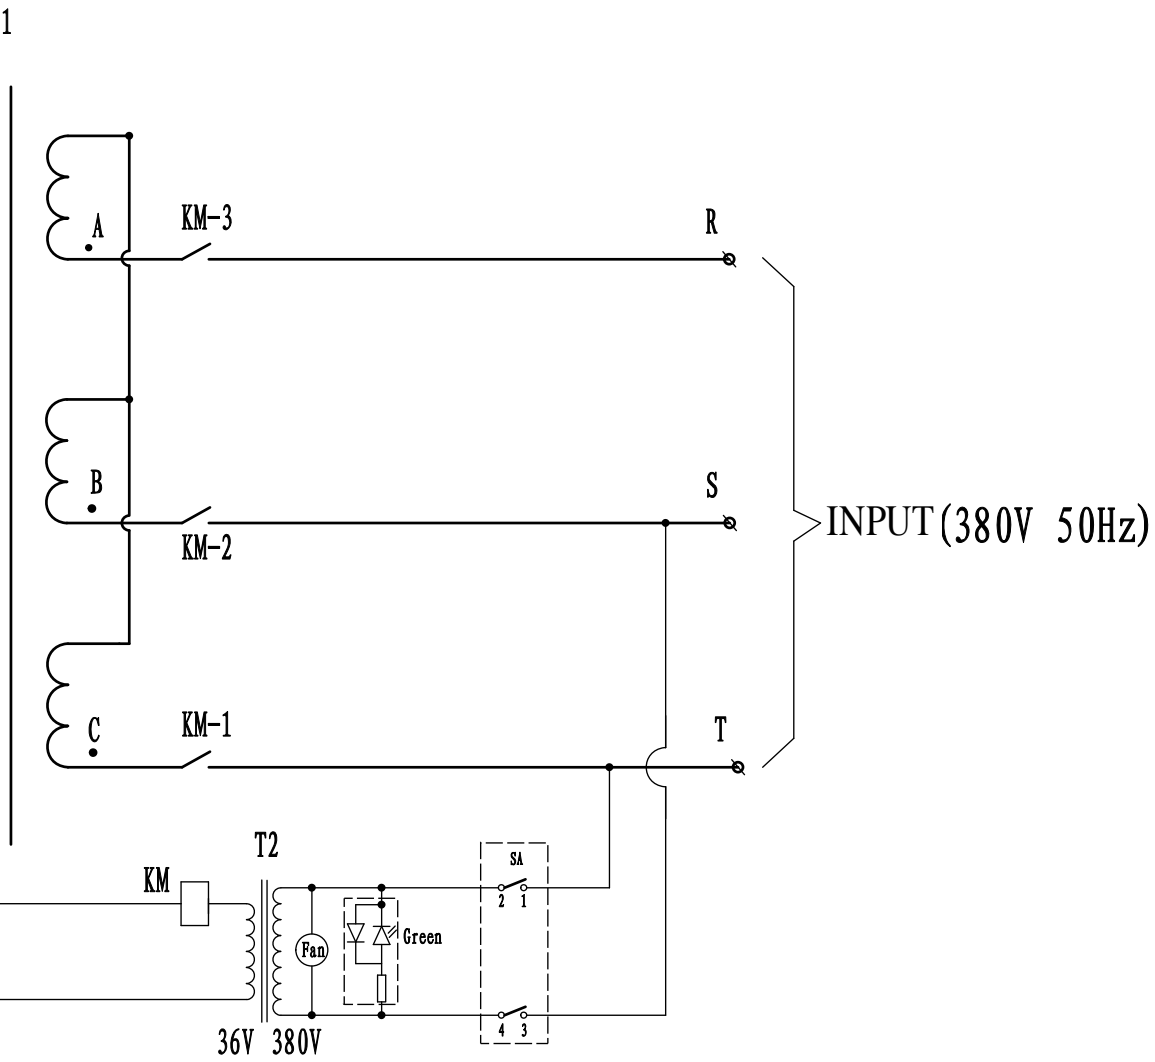 1
A
KM-3
R
B
KM-2
S
INPUT(380V 50Hz)
C
KM-1
T
T2
KM
SA
2 1
Fan
Green
4 3
36V 380V